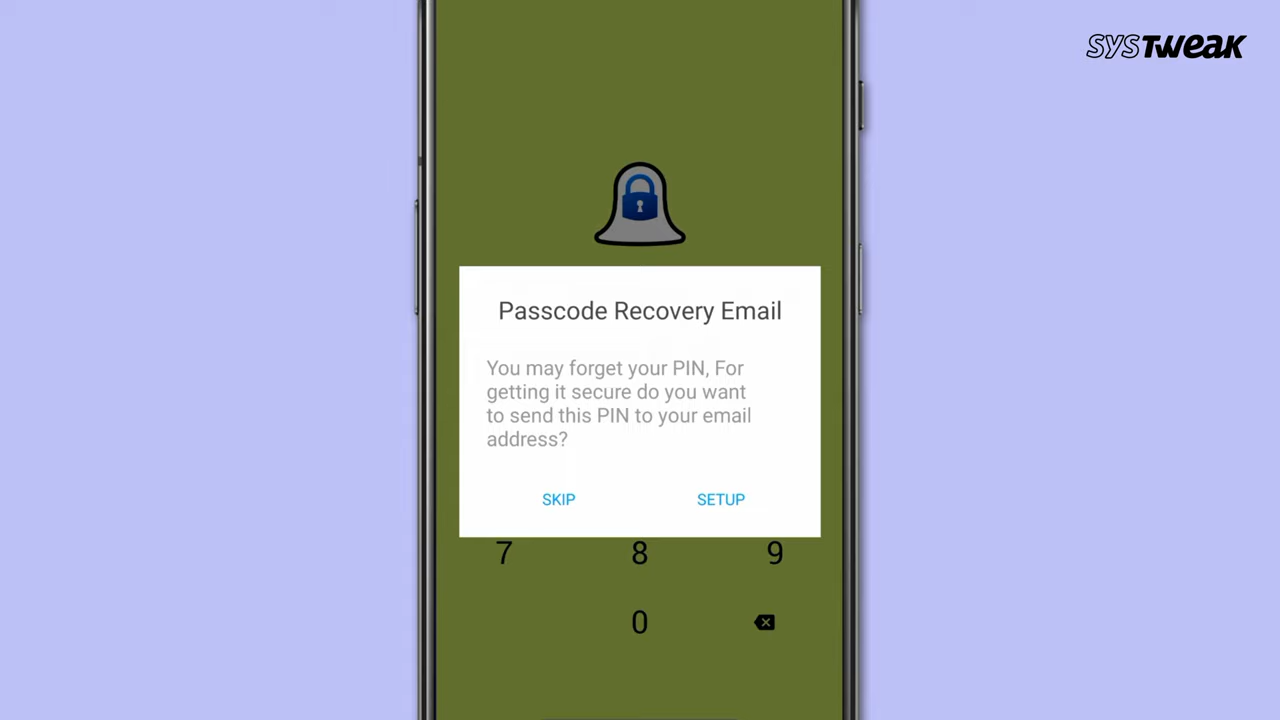 SYSTWEAK
Passcode Recovery Email
You may forget your PIN, For
getting it secure do you want
to send this PIN to your email
address?
SKIP SETUP
7 8 9
0